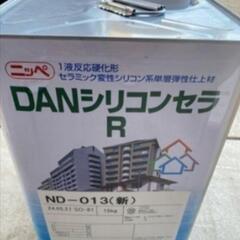 ニッペ
1液反応硬化形
セラミック変性シリコン系単層弾性仕上材
DANシリコンセラ
R
ND-013(新)
15kg